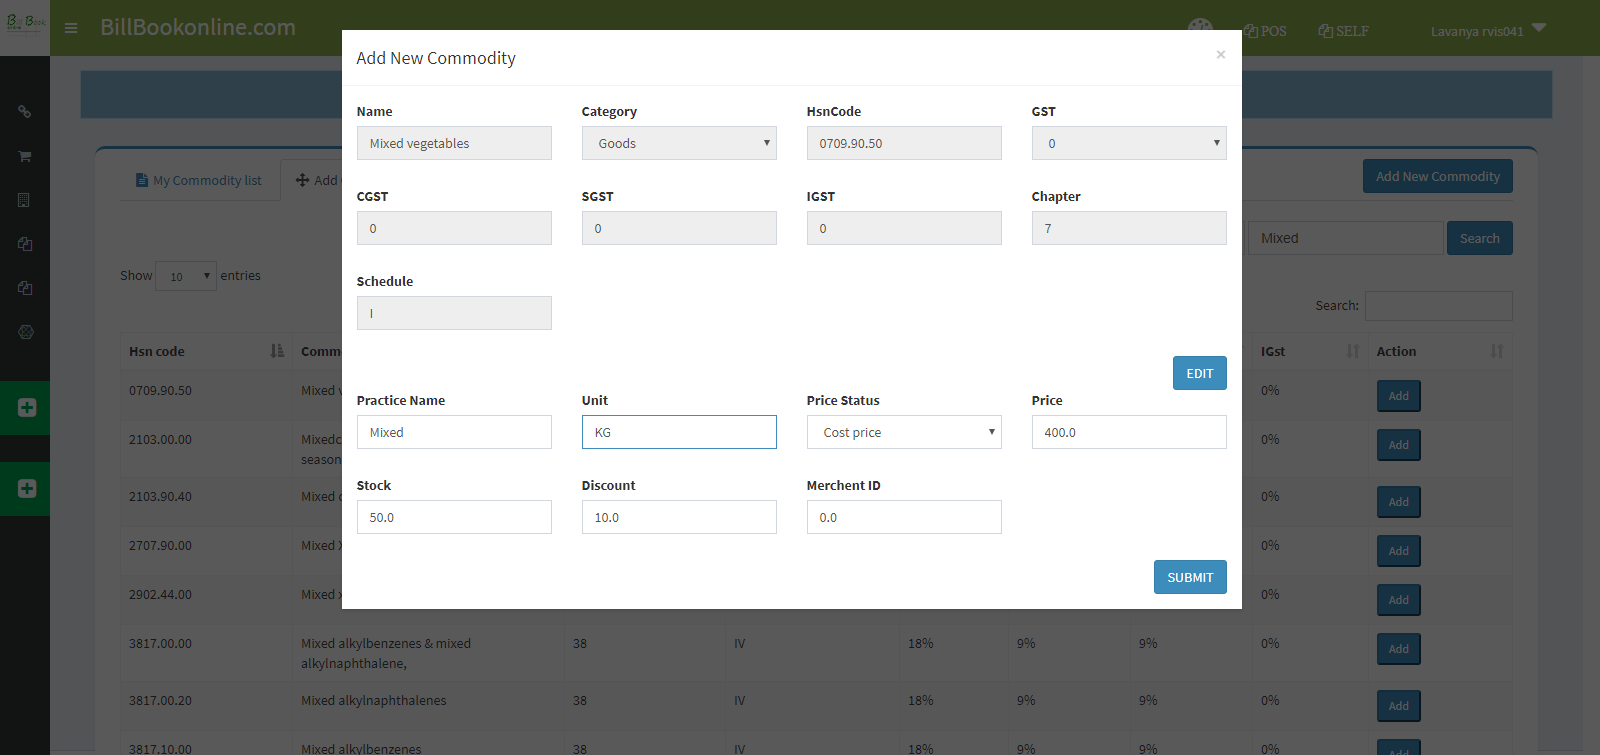 Bill Book
BillBookonline.com
POS
SELF
Lavanya rvis041
Add New Commodity
×
Name
Category
HsnCode
GST
Mixed vegetables
Goods
0709.90.50
0
CGST
SGST
IGST
Chapter
0
0
0
7
Schedule
I
EDIT
Practice Name
Unit
Price Status
Price
Mixed
KG
Cost price
400.0
Stock
Discount
Merchent ID
50.0
10.0
0.0
SUBMIT
My Commodity list
Add
Add New Commodity
Mixed
Search
Show 10 entries
Search:
Hsn code
IGst
Action
0709.90.50 Mixed 0% Add
2103.00.00 0% Add
season
2103.90.40 Mixed 0% Add
2707.90.00 Mixed 0% Add
2902.44.00 Mixed 0% Add
3817.00.00 Mixed alkylbenzenes & mixed 38 IV 18% 9% 9% 0% Add
alkylnaphthalene,
3817.00.20 Mixed alkylnaphthalenes 38 IV 18% 9% 9% 0% Add
3817.10.00 Mixed alkylbenzenes 38 IV 18% 9% 9% 0% Add